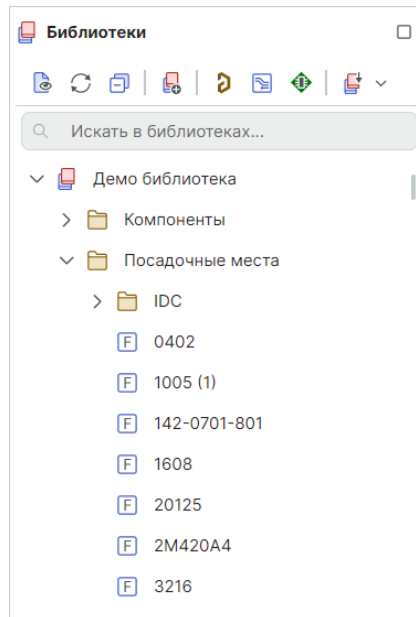 Библиотеки
Искать в библиотеках...
Демо библиотека
Компоненты
Посадочные места
IDC
F 0402
F 1005 (1)
F 142-0701-801
F 1608
F 20125
F 2M420A4
F 3216